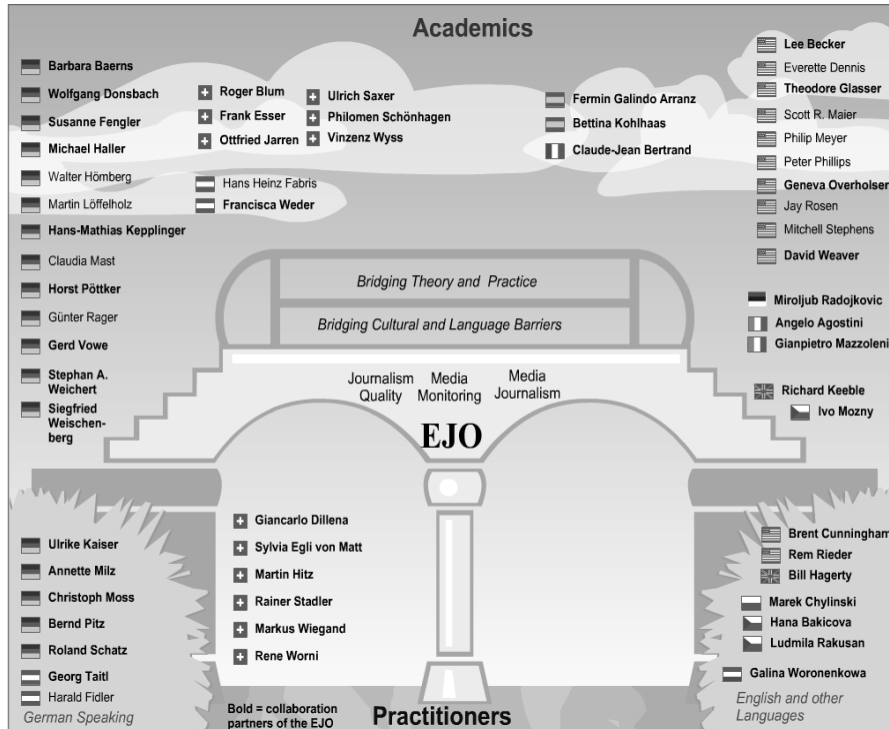 Academics
Barbara Baerns
Wolfgang Donsbach
Susanne Fengler
Michael Haller
Walter Hömberg
Martin Löffelholz
Hans-Mathias Kepplinger
Claudia Mast
Horst Pöttker
Günter Rager
Gerd Vowe
Stephan A.
Weichert
Siegfried
Weischen-
berg
Roger Blum
Frank Esser
Ottfried Jarren
Ulrich Saxer
Philomen Schönhagen
Vinzenz Wyss
Hans Heinz Fabris
Francisca Weder
Fermin Galindo Arranz
Bettina Kohlhaas
Claude-Jean Bertrand
Lee Becker
Everette Dennis
Theodore Glasser
Scott R. Maier
Philip Meyer
Peter Phillips
Geneva Overholser
Jay Rosen
Mitchell Stephens
David Weaver
Miroljub Radojkovic
Angelo Agostini
Gianpietro Mazzoleni
Richard Keeble
Ivo Mozny
Bridging Theory and Practice
Bridging Cultural and Language Barriers
Journalism
Quality
Media
Monitoring
Media
Journalism
EJO
Ulrike Kaiser
Annette Milz
Christoph Moss
Bernd Pitz
Roland Schatz
Georg Taitl
Harald Fidler
German Speaking
Giancarlo Dillena
Sylvia Egli von Matt
Martin Hitz
Rainer Stadler
Markus Wiegand
Rene Worni
Bold = collaboration
partners of the EJO
Practitioners
Brent Cunningham
Rem Rieder
Bill Hagerty
Marek Chylinski
Hana Bakicova
Ludmila Rakusan
Galina Woronenkowa
English and other
Languages